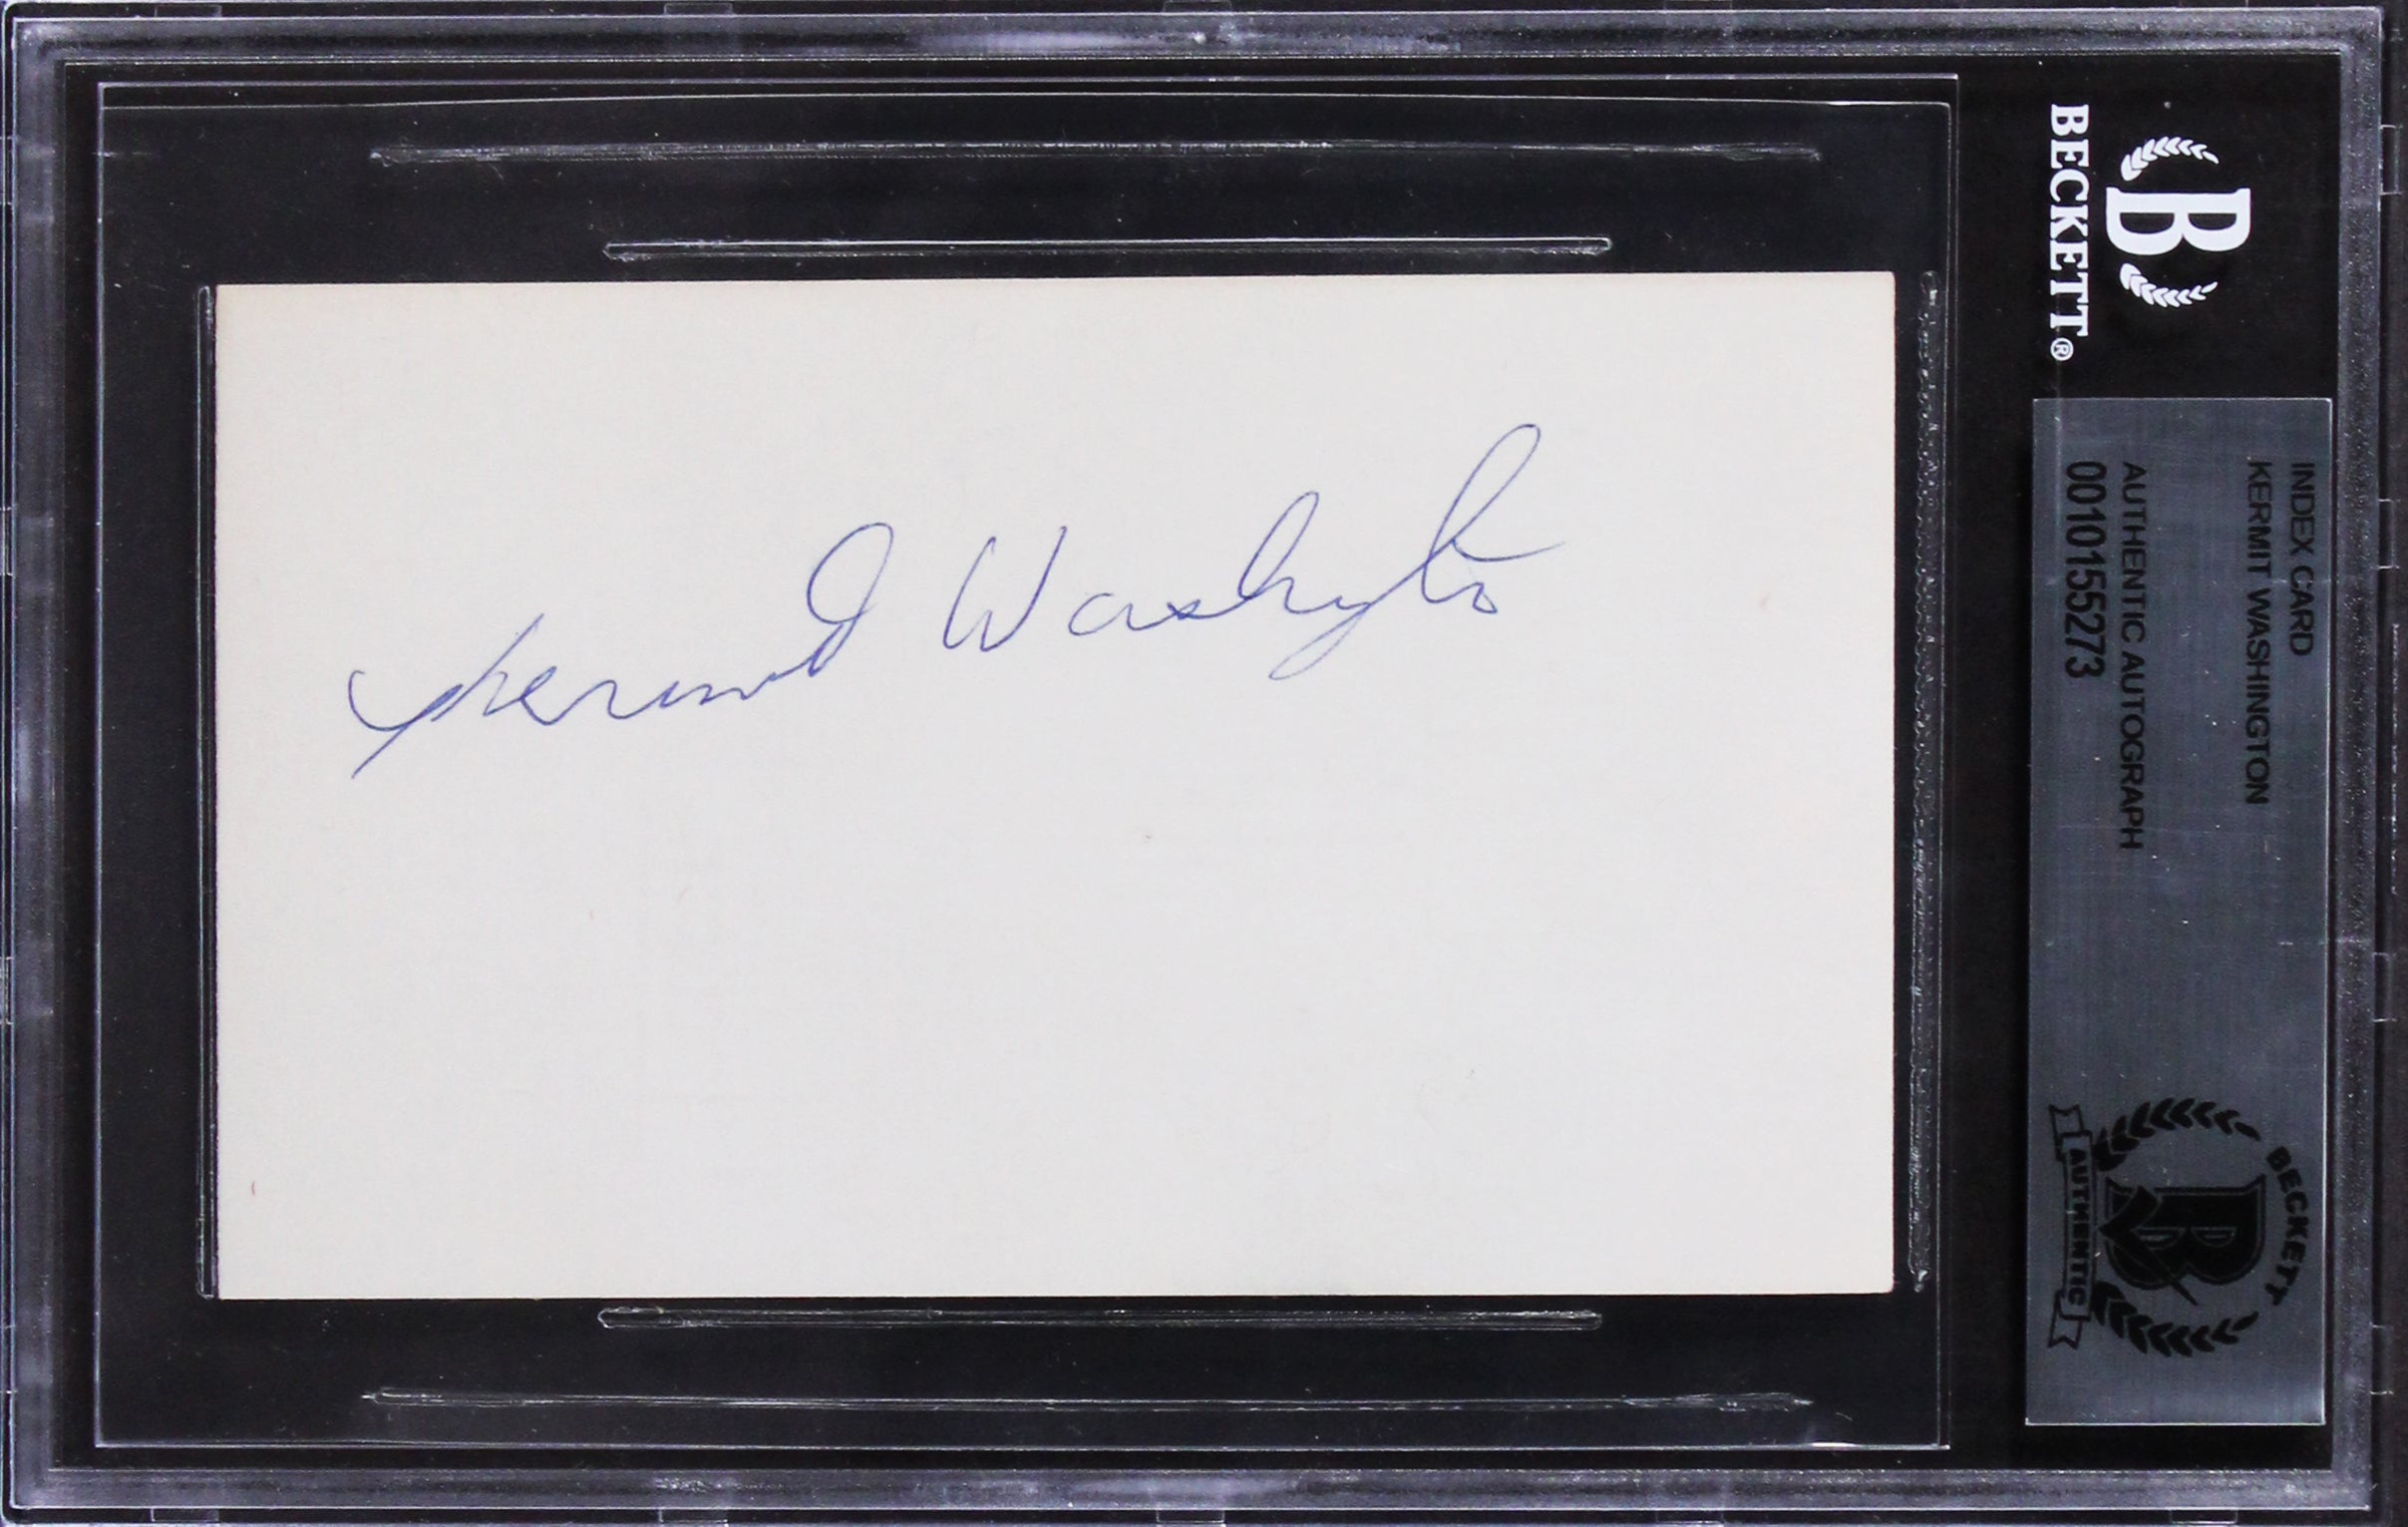 Kermit Washington
BECKETT®
INDEX CARD
KERMIT WASHINGTON
AUTHENTIC AUTOGRAPH
0010155273
BECKETT
AUTHENTIC